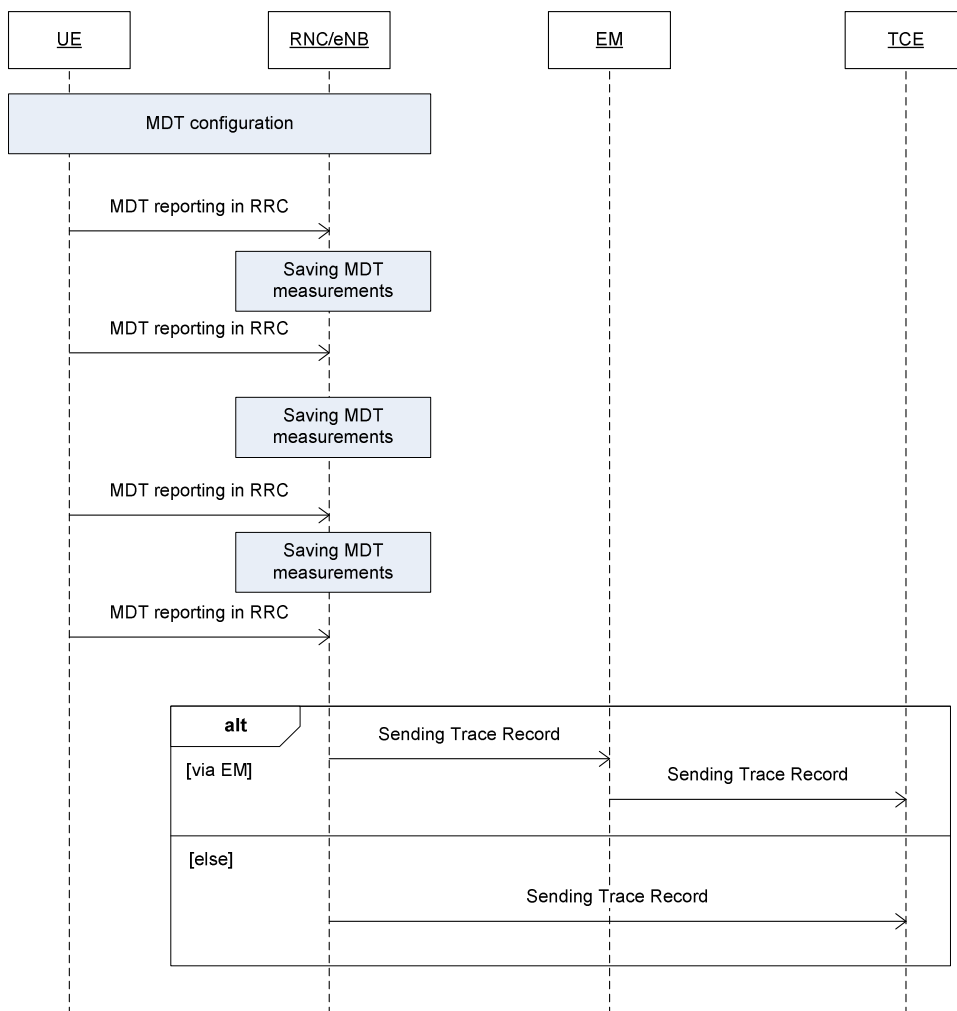 UE
RNC/eNB
EM
TCE
MDT configuration
MDT reporting in RRC
Saving MDT
measurements
MDT reporting in RRC
Saving MDT
measurements
MDT reporting in RRC
Saving MDT
measurements
MDT reporting in RRC
alt
Sending Trace Record
[via EM]
Sending Trace Record
[else]
Sending Trace Record